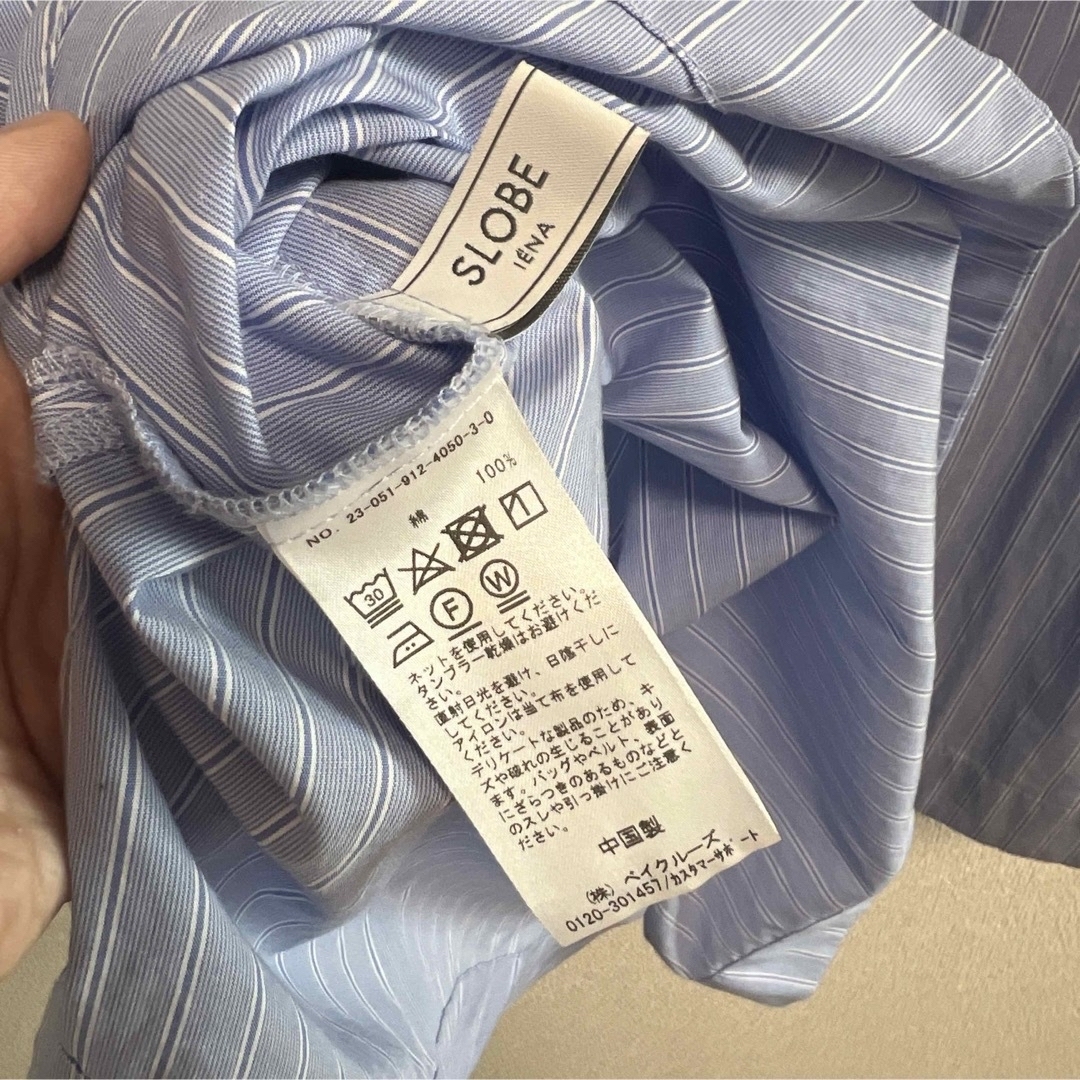 SLOBE
IÉNA
NO. 23-051-912-4050-3-0
綿 100%
30
F W
ネットを使用してください。
タンブラー乾燥はお避けくだ
さい。
直射日光を避け、日陰干しに
してください。
アイロンは当て布を使用して
ください。
デリケートな製品のため、キ
ズや破れの生じることがあり
ます。バッグやベルト、表面
にざらつきのあるものなどと
のスレや引っ掛けにご注意く
ださい。
中国製
(株) ベイクルーズ
0120-301457/カスタマーサポート